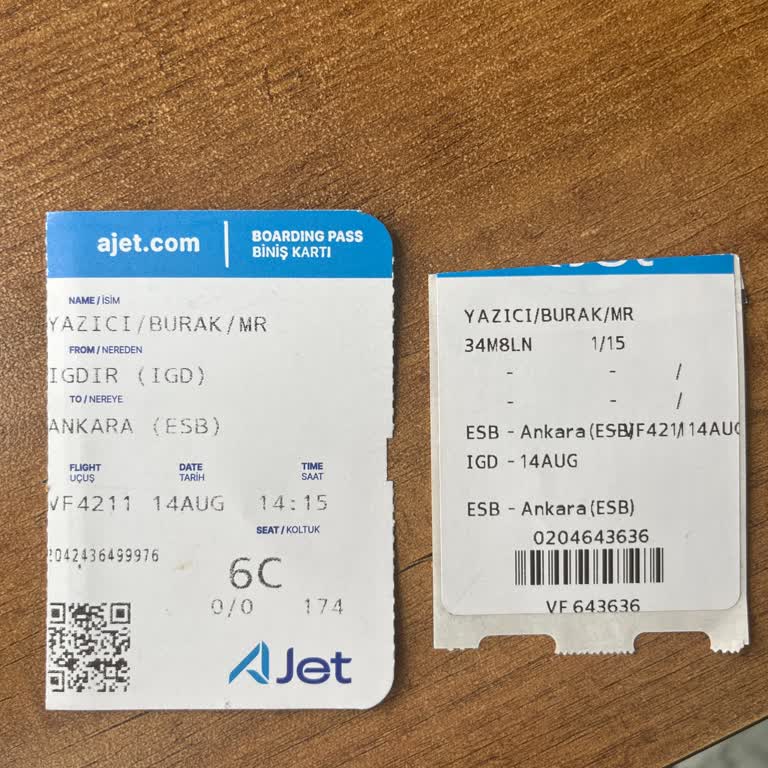 ajet.com
BOARDING PASS
BİNİŞ KARTI
NAME / İSİM
YAZICI/BURAK/MR
FROM / NEREDEN
IGDIR (IGD)
TO / NEREYE
ANKARA (ESB)
FLIGHT
UÇUŞ
DATE
TARİH
TIME
SAAT
VF4211 14AUG 14:15
SEAT / KOLTUK
2042436499976
6C
0/0 174
AJet
YAZICI/BURAK/MR
34M8LN 1/15
- - /
- - /
ESB - Ankara(ESB)VF4211/14AUG
IGD - 14AUG
ESB - Ankara(ESB)
0204643636
VF 643636